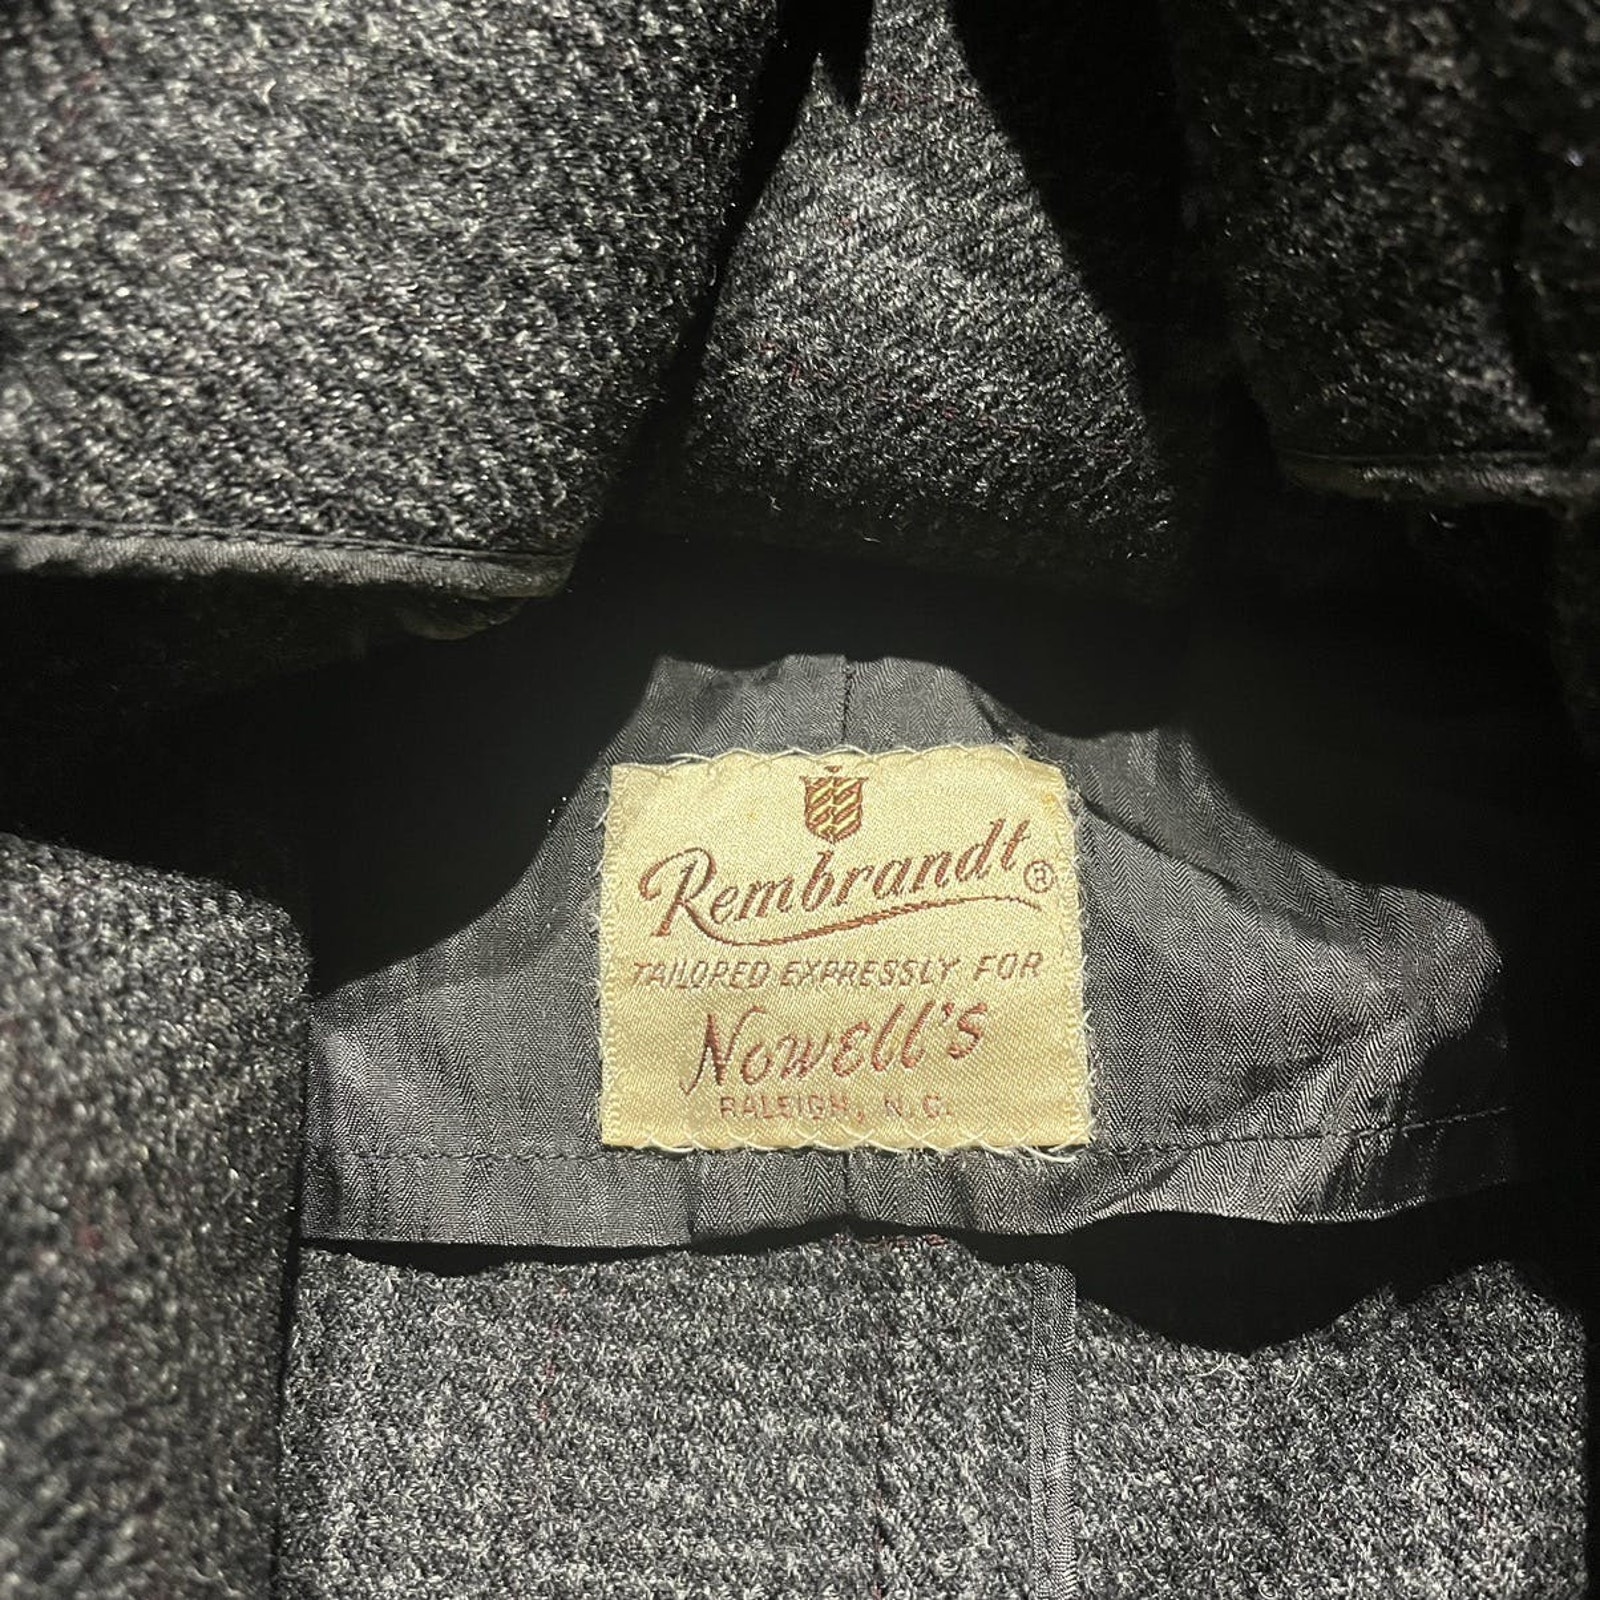 Rembrandt®
TAILORED EXPRESSLY FOR
Nowell's
RALEIGH, N.C.